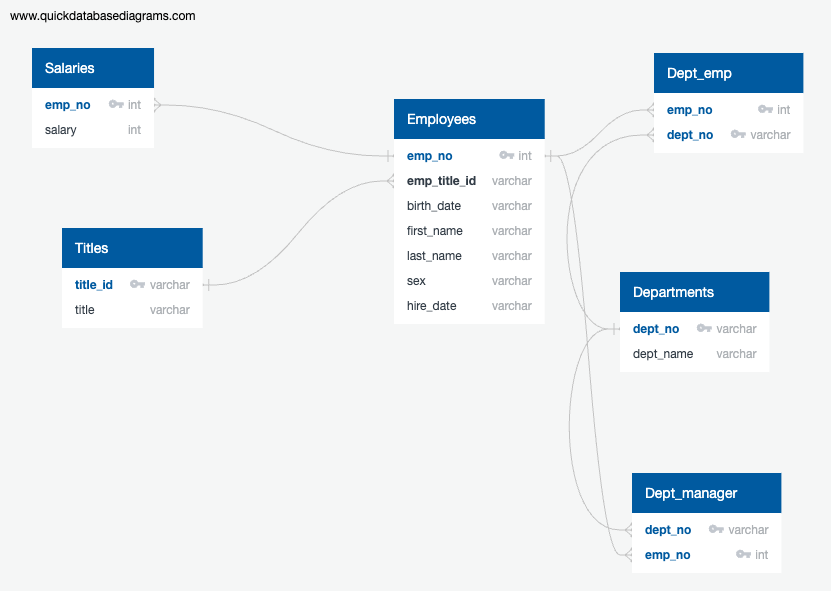 www.quickdatabasediagrams.com
Salaries
emp_no int
salary int
Titles
title_id varchar
title varchar
Employees
emp_no int
emp_title_id varchar
birth_date varchar
first_name varchar
last_name varchar
sex varchar
hire_date varchar
Dept_emp
emp_no int
dept_no varchar
Departments
dept_no varchar
dept_name varchar
Dept_manager
dept_no varchar
emp_no int